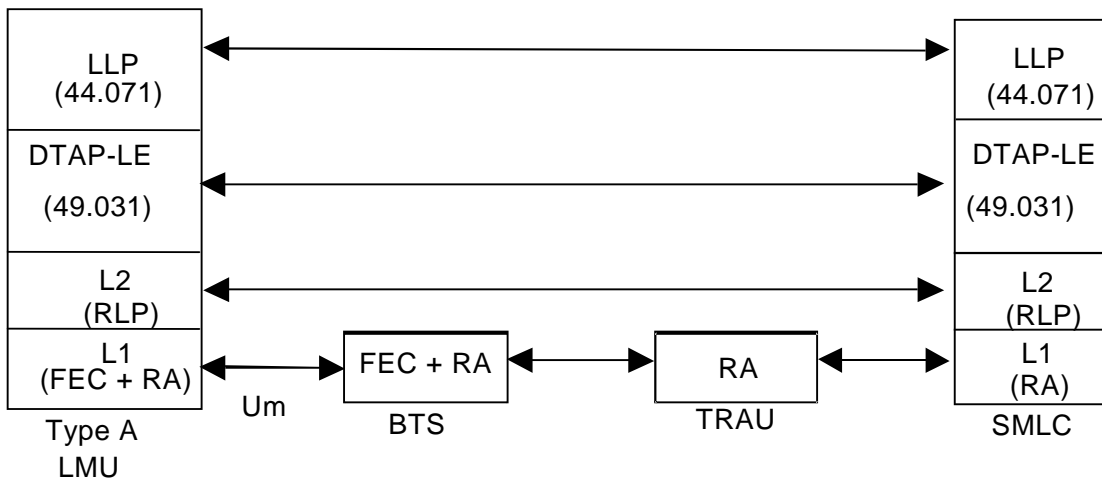 LLP
(44.071)
DTAP-LE
(49.031)
L2
(RLP)
L1
(FEC + RA)
Type A
LMU
Um
FEC + RA
BTS
RA
TRAU
LLP
(44.071)
DTAP-LE
(49.031)
L2
(RLP)
L1
(RA)
SMLC